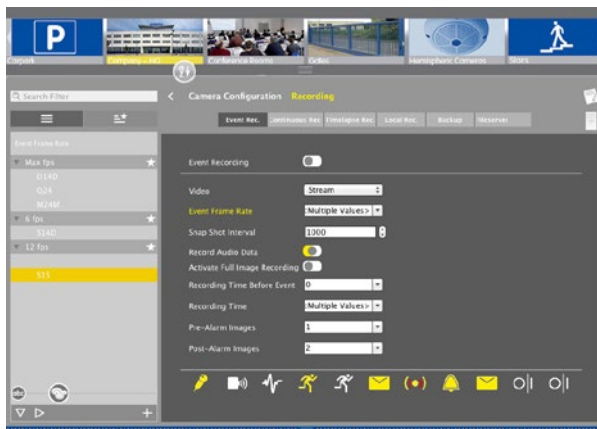 P
Carpark
Company - HQ
Conference Rooms
Gates
Hemispheric Cameras
Stairs
Search Filter
Camera Configuration Recording
Event Rec.
Continuous Rec
Timelapse Rec
Local Rec.
Backup
MxServer
Event Frame Rate
Max fps
D14D
Q24
M24M
6 fps
S14D
12 fps
S15
Event Recording
Video
Stream
Event Frame Rate
:Multiple Values>
Snap Shot Interval
1000
Record Audio Data
Activate Full Image Recording
Recording Time Before Event
0
Recording Time
:Multiple Values>
Pre-Alarm Images
1
Post-Alarm Images
2
abc